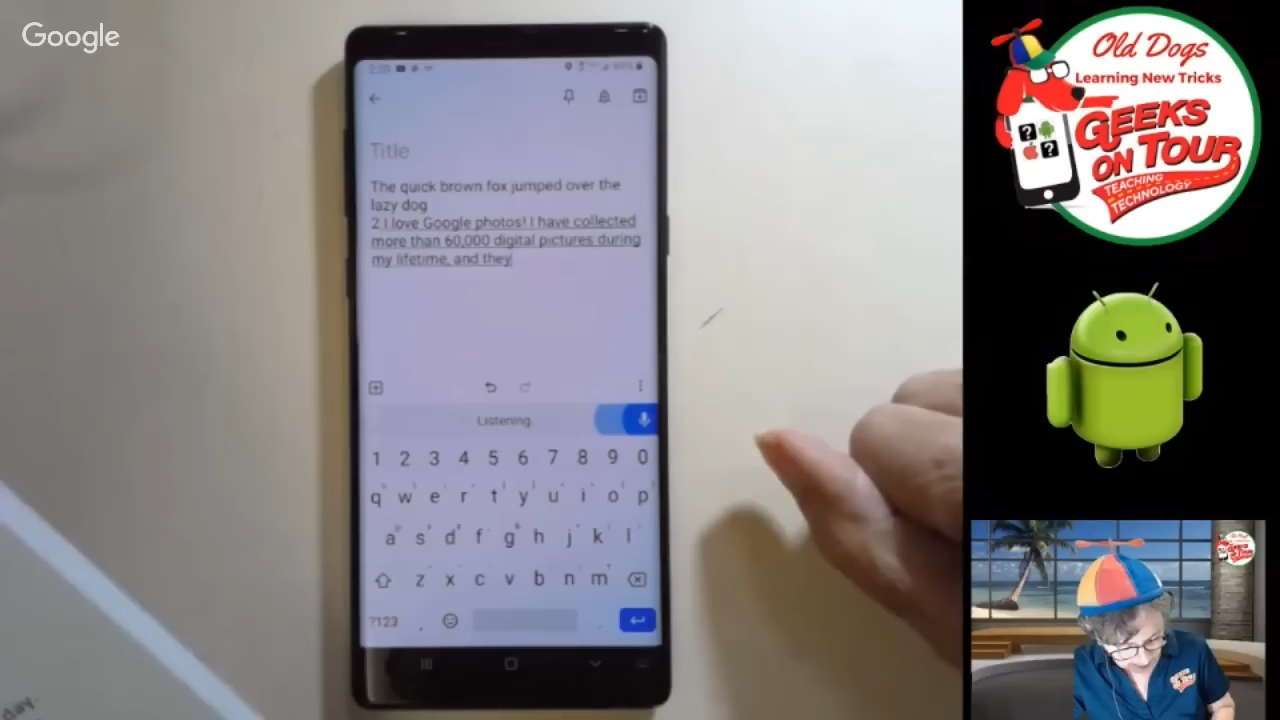 Google
Title
The quick brown fox jumped over the
lazy dog
2 I love Google photos! I have collected
more than 60,000 digital pictures during
my lifetime, and they
Listening
1 2 3 4 5 6 7 8 9 0
q w e r t y u i o p
a s d f g h j k l
z x c v b n m
?123 , .
day.
Old Dogs
Learning New Tricks
GEEKS
ON TOUR
TEACHING
TECHNOLOGY